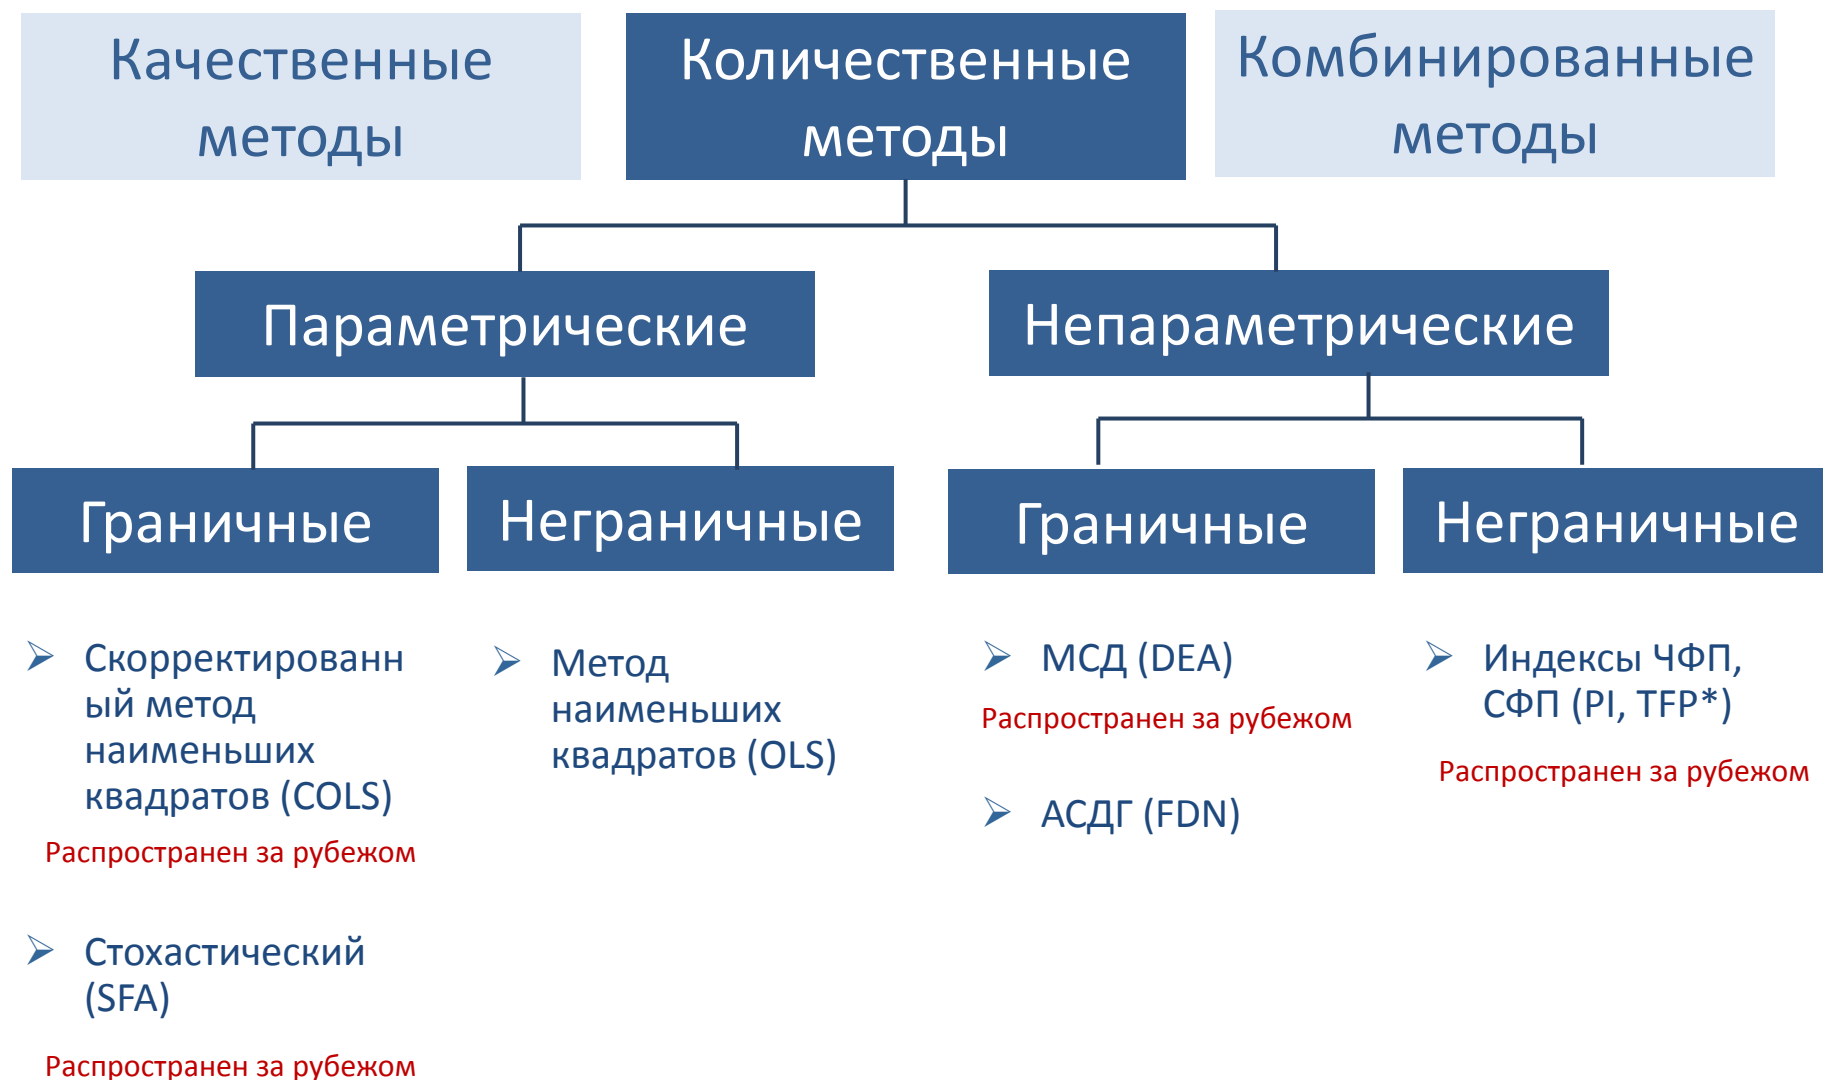 Качественные
методы
Количественные
методы
Комбинированные
методы
Параметрические
Непараметрические
Граничные
Неграничные
Граничные
Неграничные
Скорректированн
ый метод
наименьших
квадратов (COLS)
Распространен за рубежом
Стохастический
(SFA)
Распространен за рубежом
Метод
наименьших
квадратов (OLS)
МСД (DEA)
Распространен за рубежом
АСДГ (FDN)
Индексы ЧФП,
СФП (PI, TFP*)
Распространен за рубежом